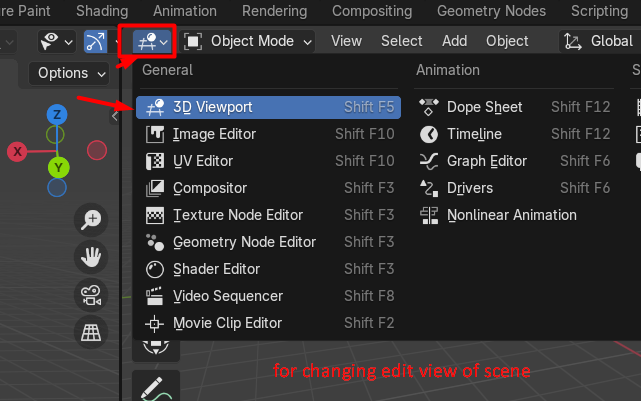 re Paint Shading Animation Rendering Compositing Geometry Nodes Scripting
Object Mode View Select Add Object Global
Options
General Animation S
3D Viewport Shift F5 Dope Sheet Shift F12
Image Editor Shift F10 Timeline Shift F12
UV Editor Shift F10 Graph Editor Shift F6
Compositor Shift F3 Drivers Shift F6
Texture Node Editor Shift F3 Nonlinear Animation
Geometry Node Editor Shift F3
Shader Editor Shift F3
Video Sequencer Shift F8
Movie Clip Editor Shift F2
Z
X
Y
for changing edit view of scene